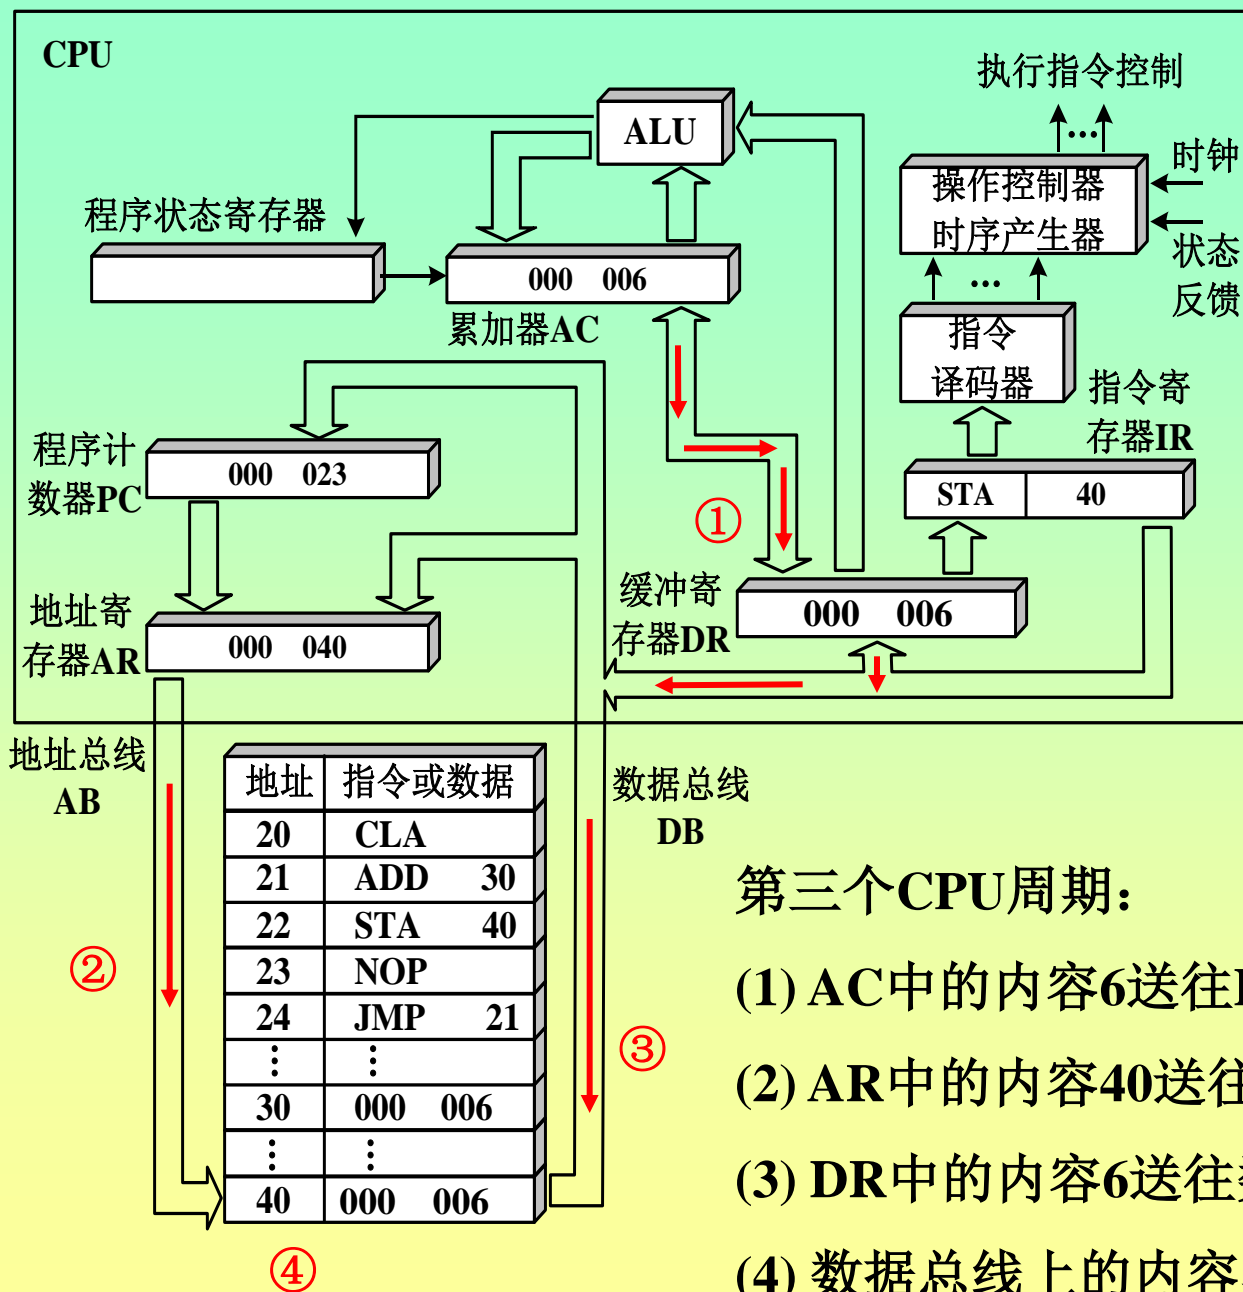 CPU
执行指令控制
ALU
...
时钟
操作控制器
时序产生器
状态
反馈
程序状态寄存器
000 006
累加器AC
...
指令
译码器
指令寄
存器IR
程序计
数器PC
000 023
STA 40
①
缓冲寄
存器DR
000 006
地址寄
存器AR
000 040
地址总线
AB
数据总线
DB
地址 指令或数据
20 CLA
21 ADD 30
22 STA 40
23 NOP
24 JMP 21
⋮ ⋮
30 000 006
⋮ ⋮
40 000 006
②
③
④
第三个CPU周期：
(1) AC中的内容6送往
(2) AR中的内容40送往
(3) DR中的内容6送往
(4) 数据总线上的内容